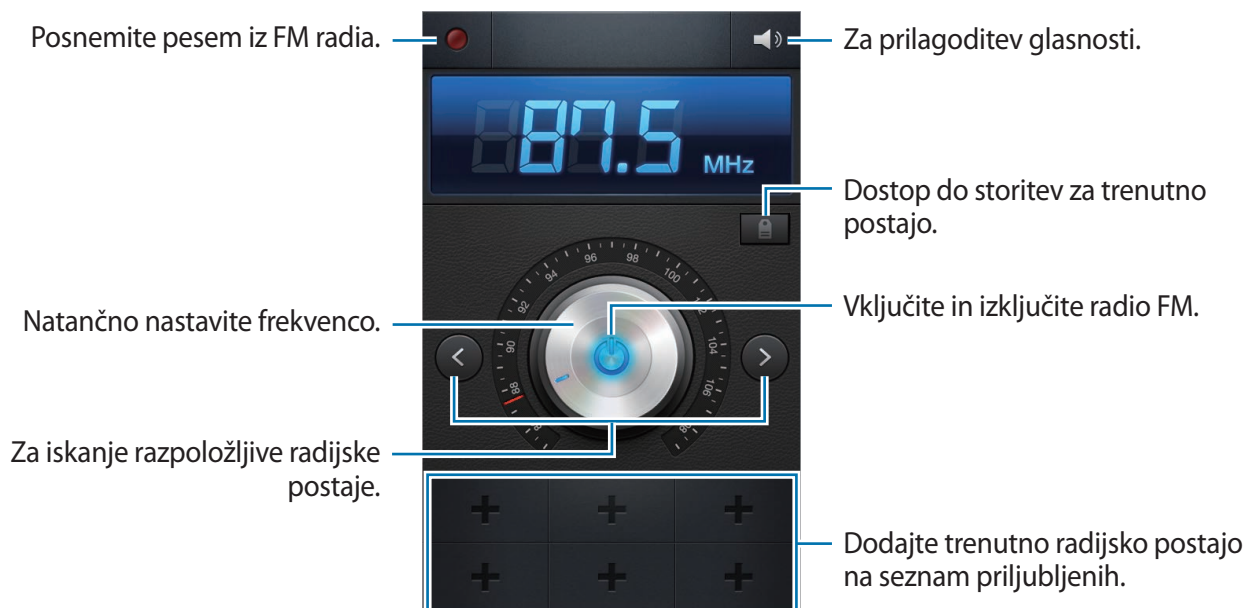 Posnemite pesem iz FM radia.
Za prilagoditev glasnosti.
87.5 MHz
Dostop do storitev za trenutno
postajo.
Natančno nastavite frekvenco.
Vključite in izključite radio FM.
88 90 92 94 96 98 100 102 104 106
Za iskanje razpoložljive radijske
postaje.
Dodajte trenutno radijsko postajo
na seznam priljubljenih.